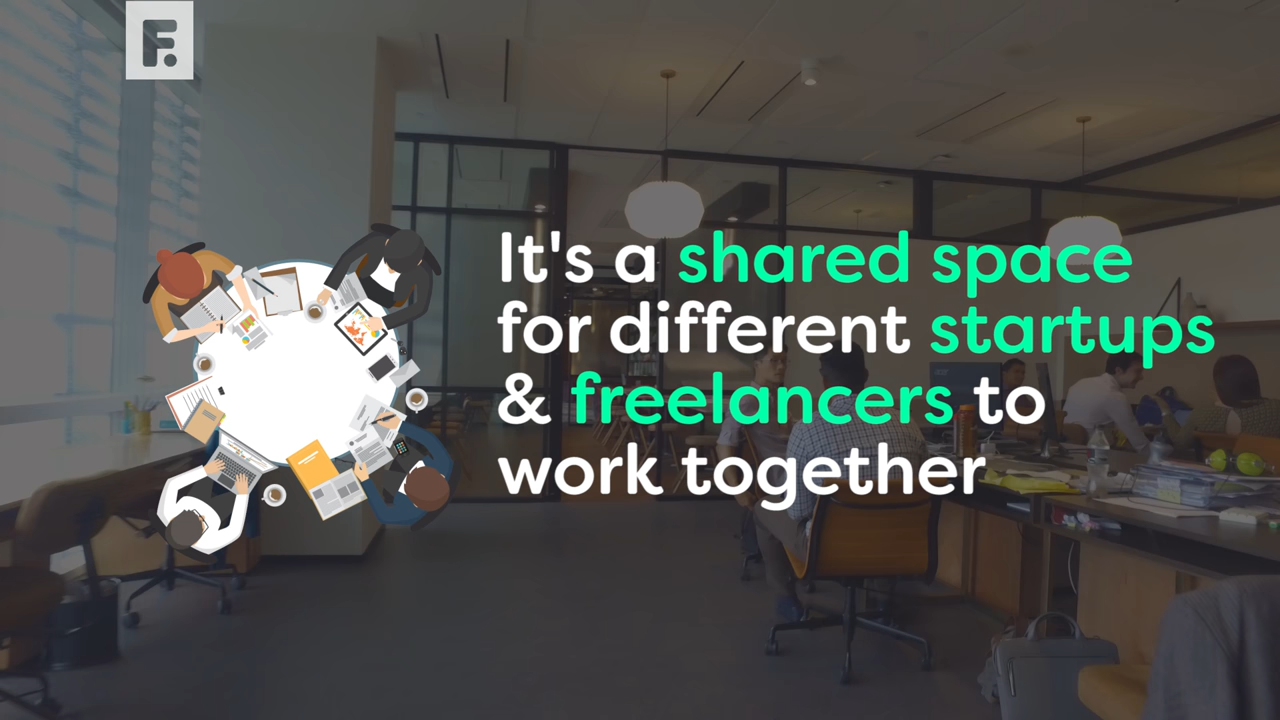 F.
It's a shared space
for different startups
& freelancers to
work together